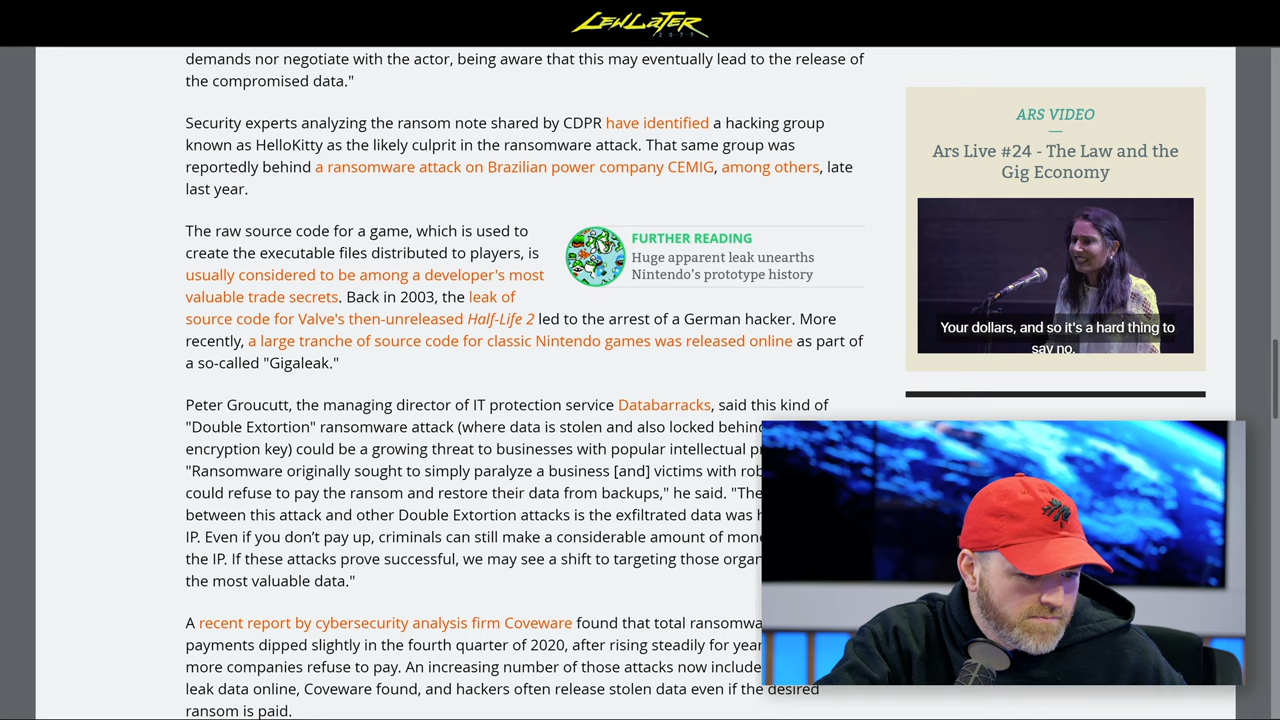 LEWLATER
2077
demands nor negotiate with the actor, being aware that this may eventually lead to the release of
the compromised data."
Security experts analyzing the ransom note shared by CDPR have identified a hacking group
known as HelloKitty as the likely culprit in the ransomware attack. That same group was
reportedly behind a ransomware attack on Brazilian power company CEMIG, among others, late
last year.
The raw source code for a game, which is used to
create the executable files distributed to players, is
usually considered to be among a developer's most
valuable trade secrets. Back in 2003, the leak of
source code for Valve's then-unreleased Half-Life 2 led to the arrest of a German hacker. More
recently, a large tranche of source code for classic Nintendo games was released online as part of
a so-called "Gigaleak."
FURTHER READING
Huge apparent leak unearths
Nintendo's prototype history
Peter Groucutt, the managing director of IT protection service Databarracks, said this kind of
"Double Extortion" ransomware attack (where data is stolen and also locked behind
encryption key) could be a growing threat to businesses with popular intellectual
"Ransomware originally sought to simply paralyze a business [and] victims with
could refuse to pay the ransom and restore their data from backups," he said.
between this attack and other Double Extortion attacks is the exfiltrated data was
IP. Even if you don't pay up, criminals can still make a considerable amount of
the IP. If these attacks prove successful, we may see a shift to targeting those
the most valuable data."
A recent report by cybersecurity analysis firm Coveware found that total
payments dipped slightly in the fourth quarter of 2020, after rising steadily for
more companies refuse to pay. An increasing number of those attacks now include
leak data online, Coveware found, and hackers often release stolen data even if the desired
ransom is paid.
ARS VIDEO
Ars Live #24 - The Law and the
Gig Economy
Your dollars, and so it's a hard thing to
say no.